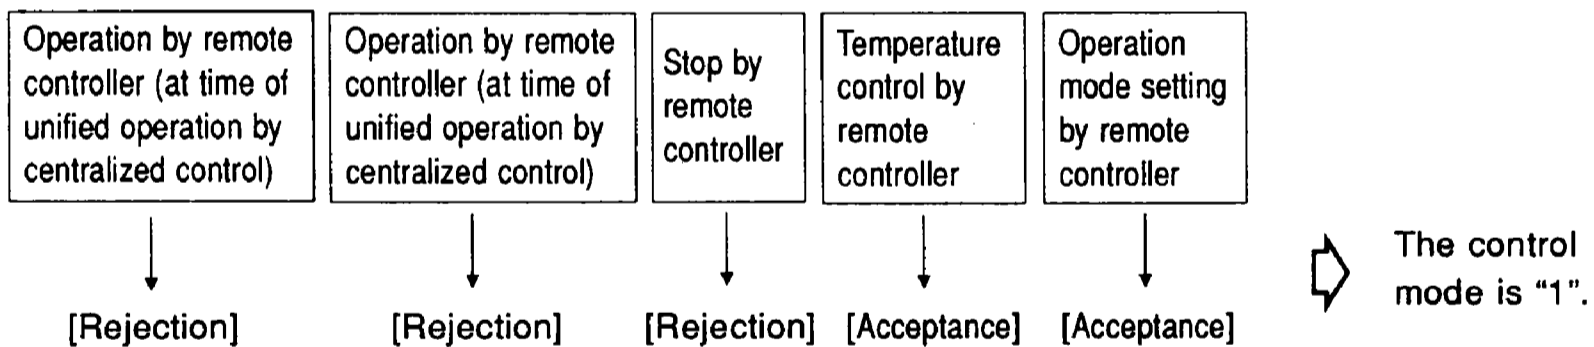 Operation by remote
controller (at time of
unified operation by
centralized control)
Operation by remote
controller (at time of
unified operation by
centralized control)
Stop by
remote
controller
Temperature
control by
remote
controller
Operation
mode setting
by remote
controller
[Rejection]
[Rejection]
[Rejection]
[Acceptance]
[Acceptance]
The control
mode is “1”.